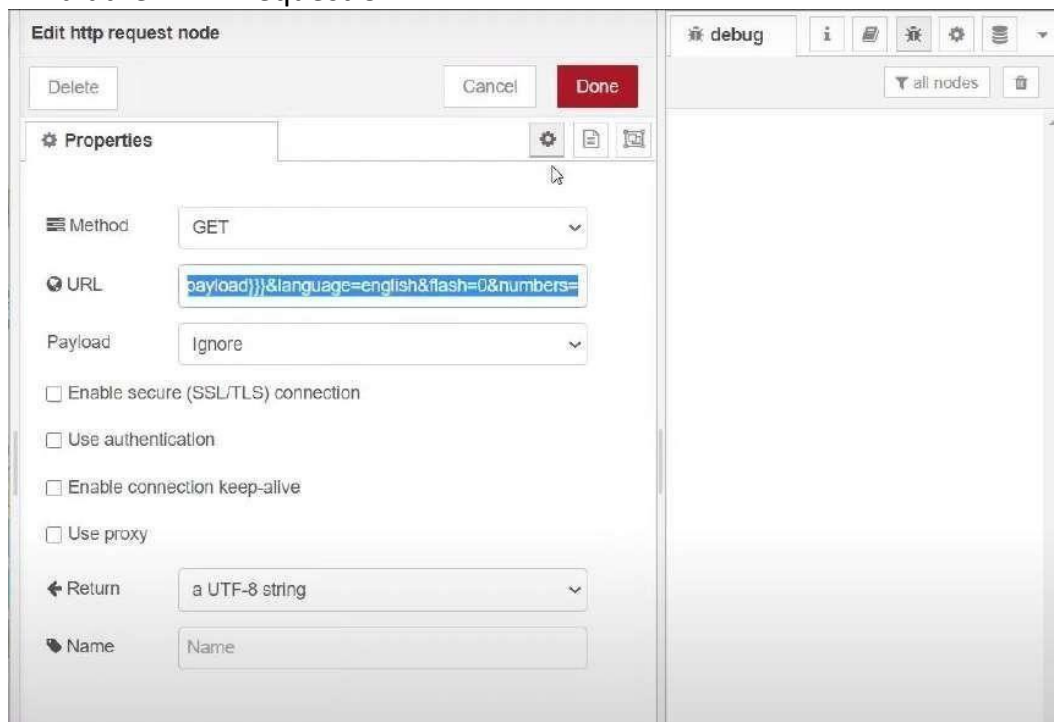 Edit http request node
debug
i
Delete
Cancel
Done
all nodes
Properties
Method
GET
URL
payload}}}&language=english&flash=0&numbers=
Payload
Ignore
Enable secure (SSL/TLS) connection
Use authentication
Enable connection keep-alive
Use proxy
Return
a UTF-8 string
Name
Name